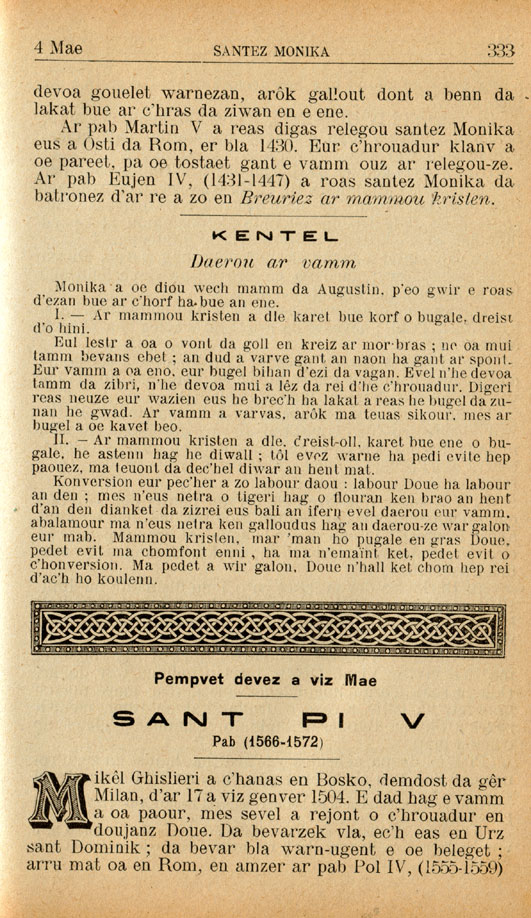 4 Mae SANTEZ MONIKA 333
devoa gouelet warnezan, arôk gallout dont a benn da
lakat bue ar c'hras da ziwan en e ene.
Ar pab Martin V a reas digas relegou santez Monika
eus a Osti da Rom, er bla 1430. Eur c'hrouadur klanv a
oe pareet, pa oe tostaet gant e vamm ouz ar relegou-ze.
Ar pab Eujen IV, (1431-1447) a roas santez Monika da
batronez d'ar re a zo en Breuriez ar mammou kristen.
KENTEL
Daerou ar vamm
Monika a oe diou wech mamm da Augustin, p'eo gwir e roas
d'ezan bue ar c'horf ha bue an ene.
I. — Ar mammou kristen a dle karet bue korf o bugale, dreist
d'o hini.
Eul lestr a oa o vont da goll en kreiz ar mor bras ; ne oa mui
tamm bevans ebet ; an dud a varve gant an naon ha gant ar spont.
Eur vamm a oa eno, eur bugel bihan d'ezi da vagan. Evel n'he devoa
tamm da zibri, n'he devoa mui a lêz da rei d'he c'hrouadur. Digeri
reas neuze eur wazien eus he brec'h ha lakat a reas he bugel da zu-
nan he gwad. Ar vamm a varvas, arôk ma teuas sikour, mes ar
bugel a oe kavet beo.
II. — Ar mammou kristen a dle, dreist-oll, karet bue ene o bu-
gale, he astenn hag he diwall ; tôl evez warne ha pedi evite hep
paouez, ma teuont da dec'hel diwar an hent mat.
Konversion eur pec'her a zo labour daou : labour Doue ha labour
an den ; mes n'eus netra o tigeri hag o flouran ken brao an hent
d'an den dianket da zizrei eus bali an ifern evel daerou eur vamm,
abalamour ma n'eus netra ken galloudus hag an daerou-ze war galon
eur mab. Mammou kristen, mar 'man ho pugale en gras Doue,
pedet evit ma chomfont enni, ha ma n'emaint ket, pedet evit o
c'honversion. Ma pedet a wir galon, Doue n'hall ket chom hep rei
d'ac'h ho koulenn.
Pempvet devez a viz Mae
SANT PI V
Pab (1566-1572)
Mikêl Ghislieri a c'hanas en Bosko, demdost da gêr
Milan, d'ar 17 a viz genver 1504. E dad hag e vamm
a oa paour, mes sevel a rejont o c'hrouadur en
doujanz Doue. Da bevarzek vla, ec'h eas en Urz
sant Dominik ; da bevar bla warn-ugent e oe beleget ;
arru mat oa en Rom, en amzer ar pab Pol IV, (1555-1559)